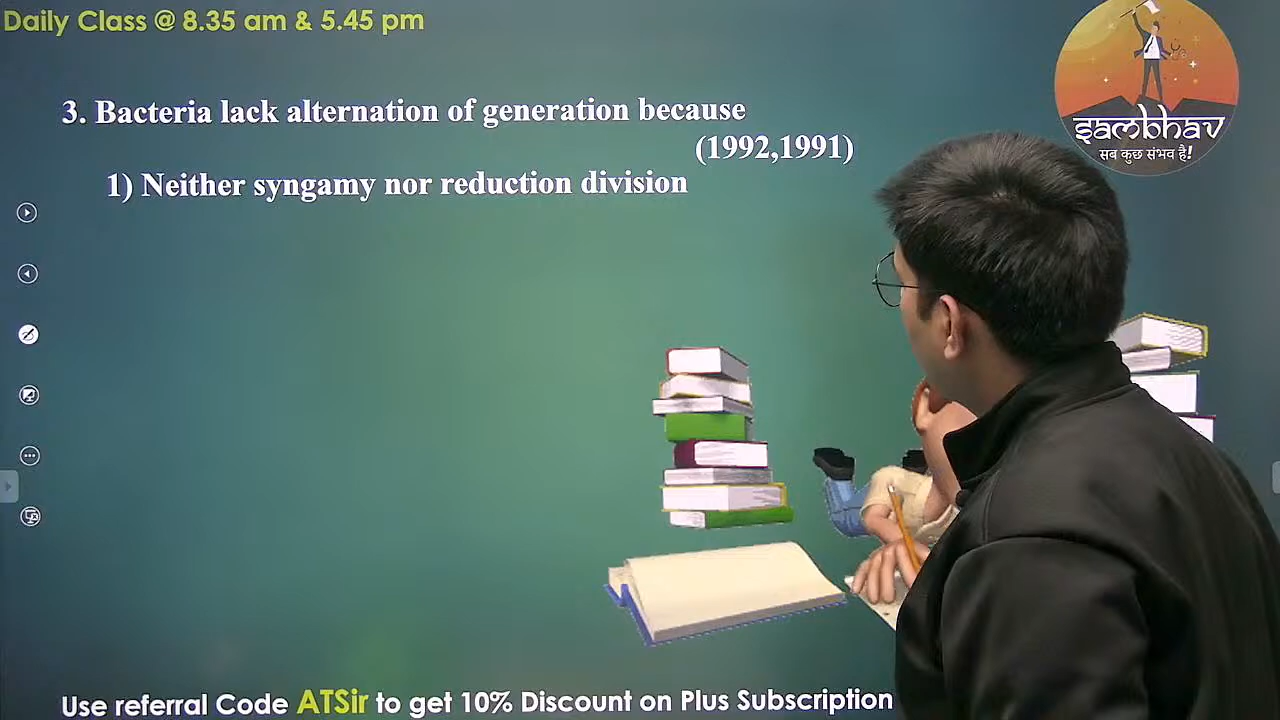 Daily Class @ 8.35 am & 5.45 pm
3. Bacteria lack alternation of generation because
(1992,1991)
1) Neither syngamy nor reduction division
sambhav
सब कुछ संभव है!
Use referral Code ATSir to get 10% Discount on Plus Subscription